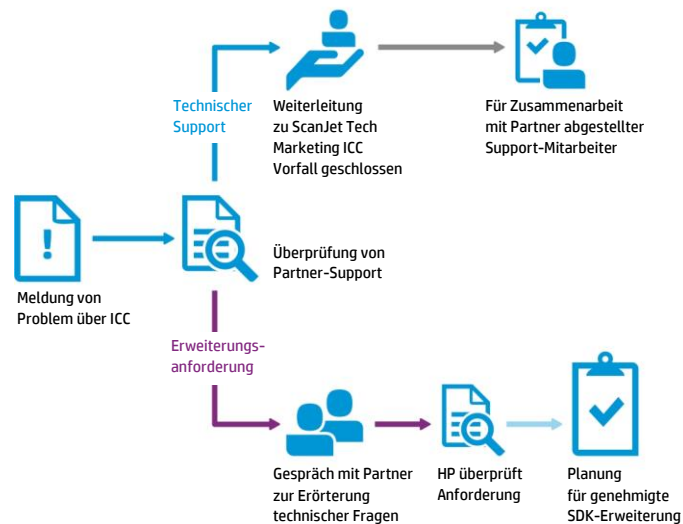 Technischer
Support
Weiterleitung
zu ScanJet Tech
Marketing ICC
Vorfall geschlossen
Für Zusammenarbeit
mit Partner abgestellter
Support-Mitarbeiter
Meldung von
Problem über ICC
Überprüfung von
Partner-Support
Erweiterungs-
anforderung
Gespräch mit Partner
zur Erörterung
technischer Fragen
HP überprüft
Anforderung
Planung
für genehmigte
SDK-Erweiterung